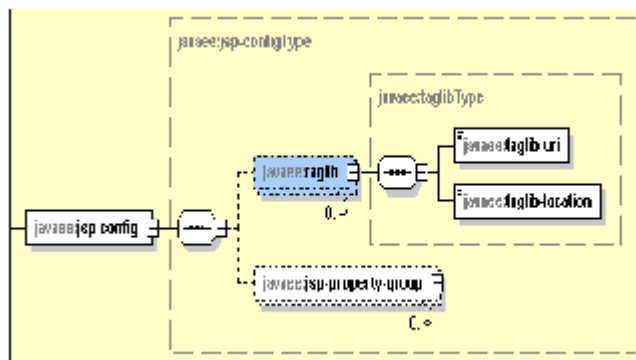 javaee:jsp-configType
javaee:taglibType
javaee:taglib-uri
javaee:taglib
0..∞
javaee:taglib-location
javaee:jsp-config
javaee:jsp-property-group
0..∞